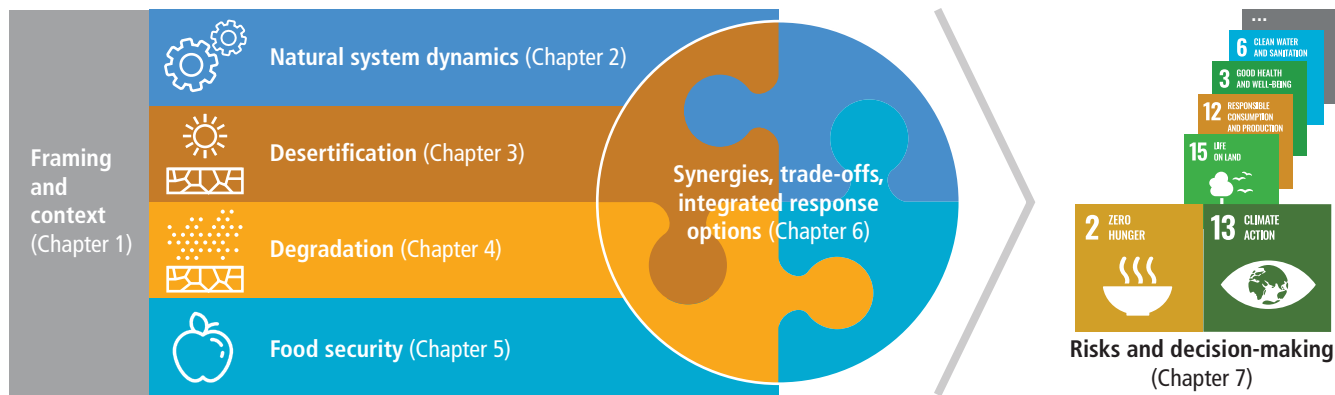 Framing
and
context
(Chapter 1)
Natural system dynamics (Chapter 2)
Desertification (Chapter 3)
Degradation (Chapter 4)
Food security (Chapter 5)
Synergies, trade-offs,
integrated response
options (Chapter 6)
...
6 CLEAN WATER
AND SANITATION
3 GOOD HEALTH
AND WELL-BEING
12 RESPONSIBLE
CONSUMPTION
AND PRODUCTION
15 LIFE
ON LAND
2 ZERO
HUNGER
13 CLIMATE
ACTION
Risks and decision-making
(Chapter 7)